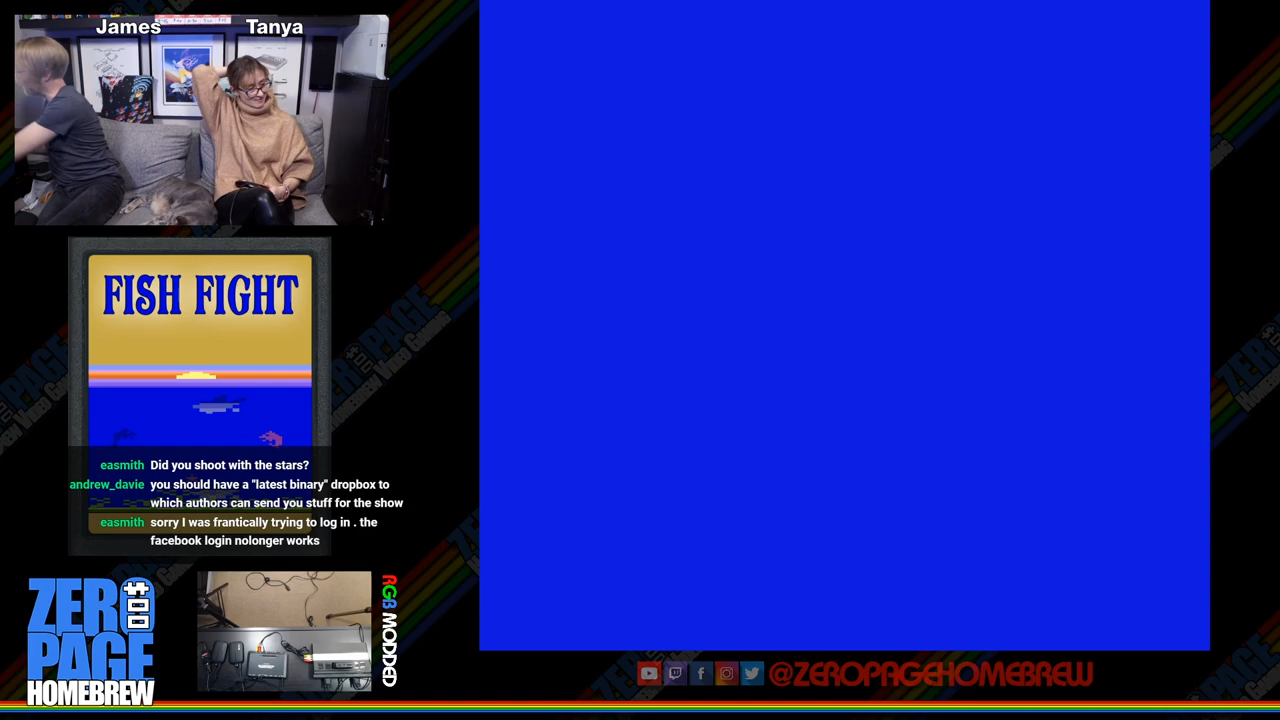 James Tanya
FISH FIGHT
easmith Did you shoot with the stars?
andrew_davie you should have a "latest binary" dropbox to
which authors can send you stuff for the show
easmith sorry I was frantically trying to log in . the
facebook login nolonger works
ZERO
PAGE
HOMEBREW
RGB MODDED
@ZEROPAGEHOMEBREW